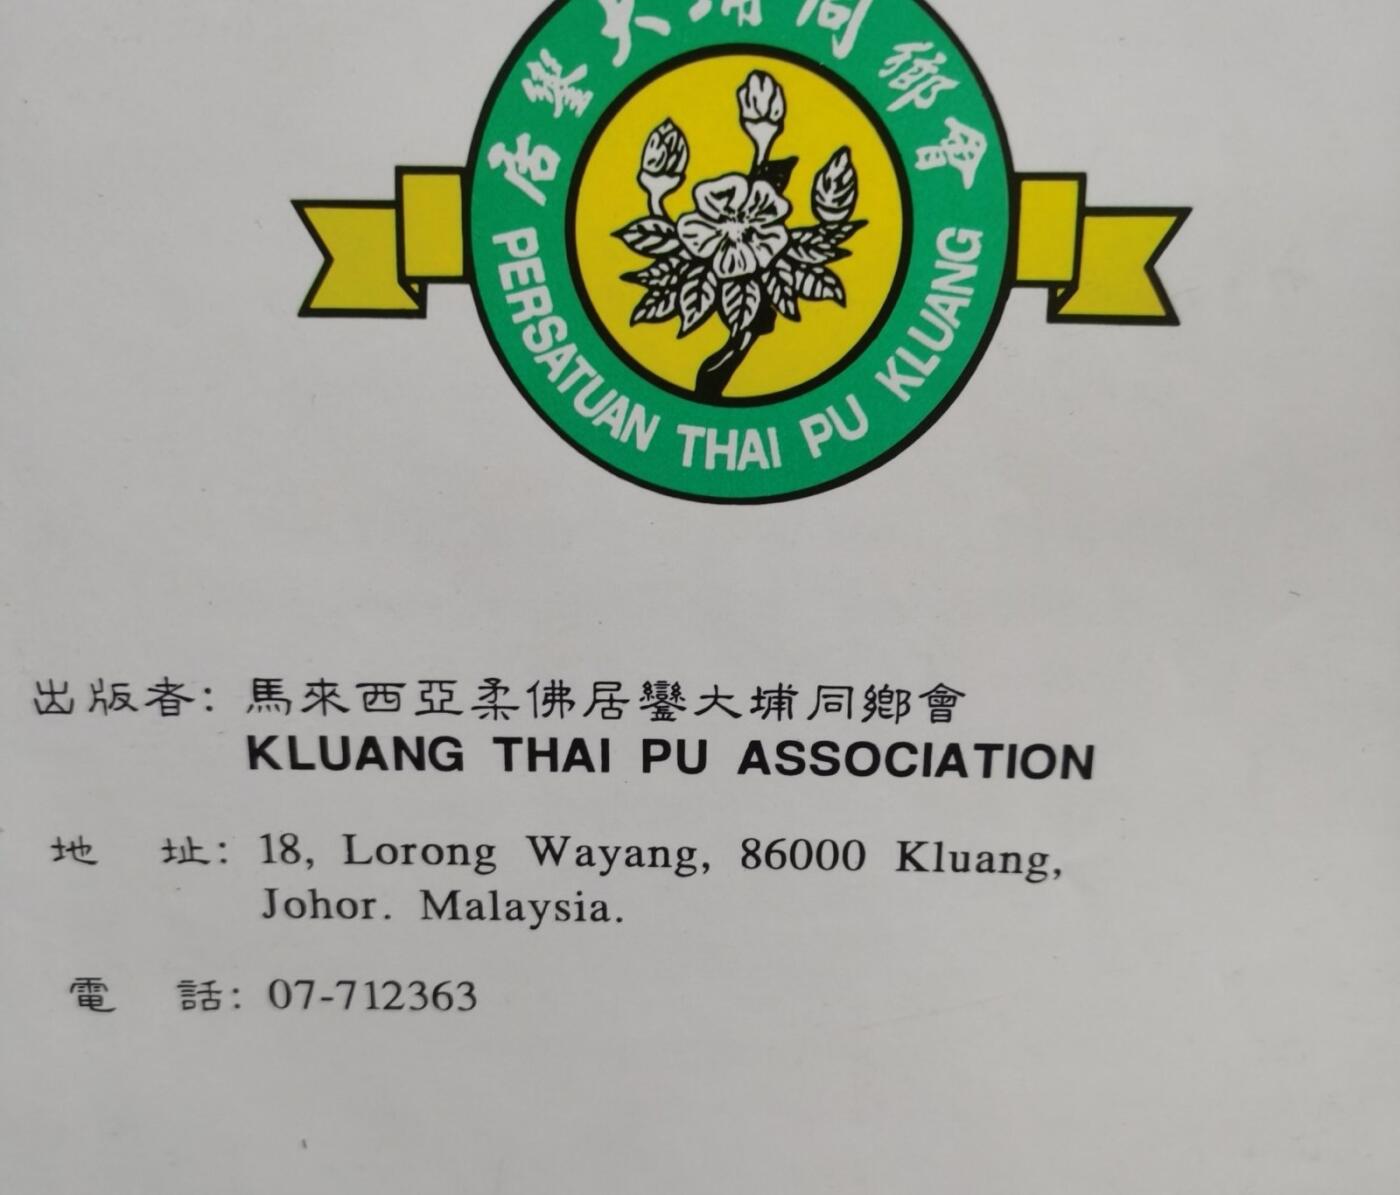 居鑾大埔同鄉會
PERSATUAN THAI PU KLUANG
出版者: 馬來西亞柔佛居鑾大埔同鄉會
KLUANG THAI PU ASSOCIATION
地 址: 18, Lorong Wayang, 86000 Kluang,
Johor. Malaysia.
電 話: 07-712363